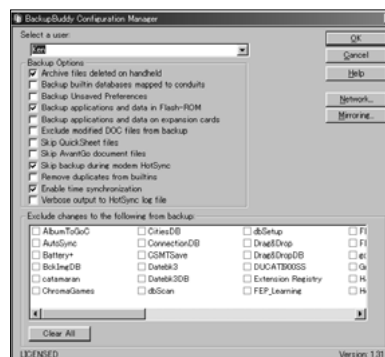 BackupBuddy Configuration Manager
Select a user:
Ken
OK
Cancel
Help
Network...
Mirroring...
Backup Options
Archive files deleted on handheld
Backup builtin databases mapped to conduits
Backup Unsaved Preferences
Backup applications and data in Flash-ROM
Backup applications and data on expansion cards
Exclude modified DOC files from backup
Skip QuickSheet files
Skip AvantGo document files
Skip backup during modem HotSync
Remove duplicates from builtins
Enable time synchronization
Verbose output to HotSync log file
Exclude changes to the following from backup:
AlbumToGoC CitiesDB dbSetup
AutoSync ConnectionDB Drag&Drop
Battery+ CSMTSave Drag&DropDB
BckImgDB Datebk3
catamaran Datebk3DB Extension Registry
ChromaGames dbScan FEP_Learning
Clear All
LICENSED Version: